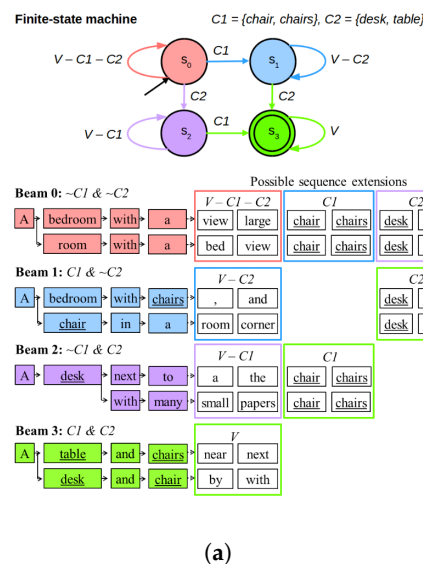 Finite-state machine C1 = {chair, chairs}, C2 = {desk, table}
V – C1 – C2 s0 C1 s1 V – C2
C2 C2
V – C1 s2 C1 s3 V
Possible sequence extensions
Beam 0: ~C1 & ~C2 V – C1 – C2 C1
A bedroom with a view large chair chairs desk
room with a bed view chair chairs desk
Beam 1: C1 & ~C2 V – C2
A bedroom with chairs , and desk
chair in a room corner desk
Beam 2: ~C1 & C2 V – C1 C1
A desk next to a the chair chairs
with many small papers chair chairs
Beam 3: C1 & C2 V
A table and chairs near next
desk and chair by with
(a)